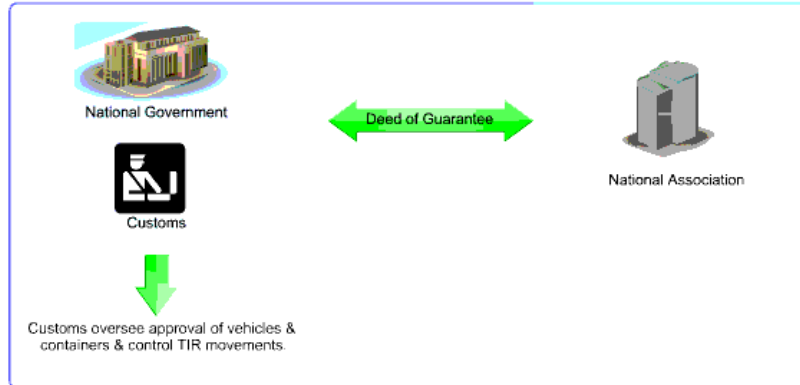 National Government
Deed of Guarantee
National Association
Customs
Customs oversee approval of vehicles &
containers & control TIR movements.